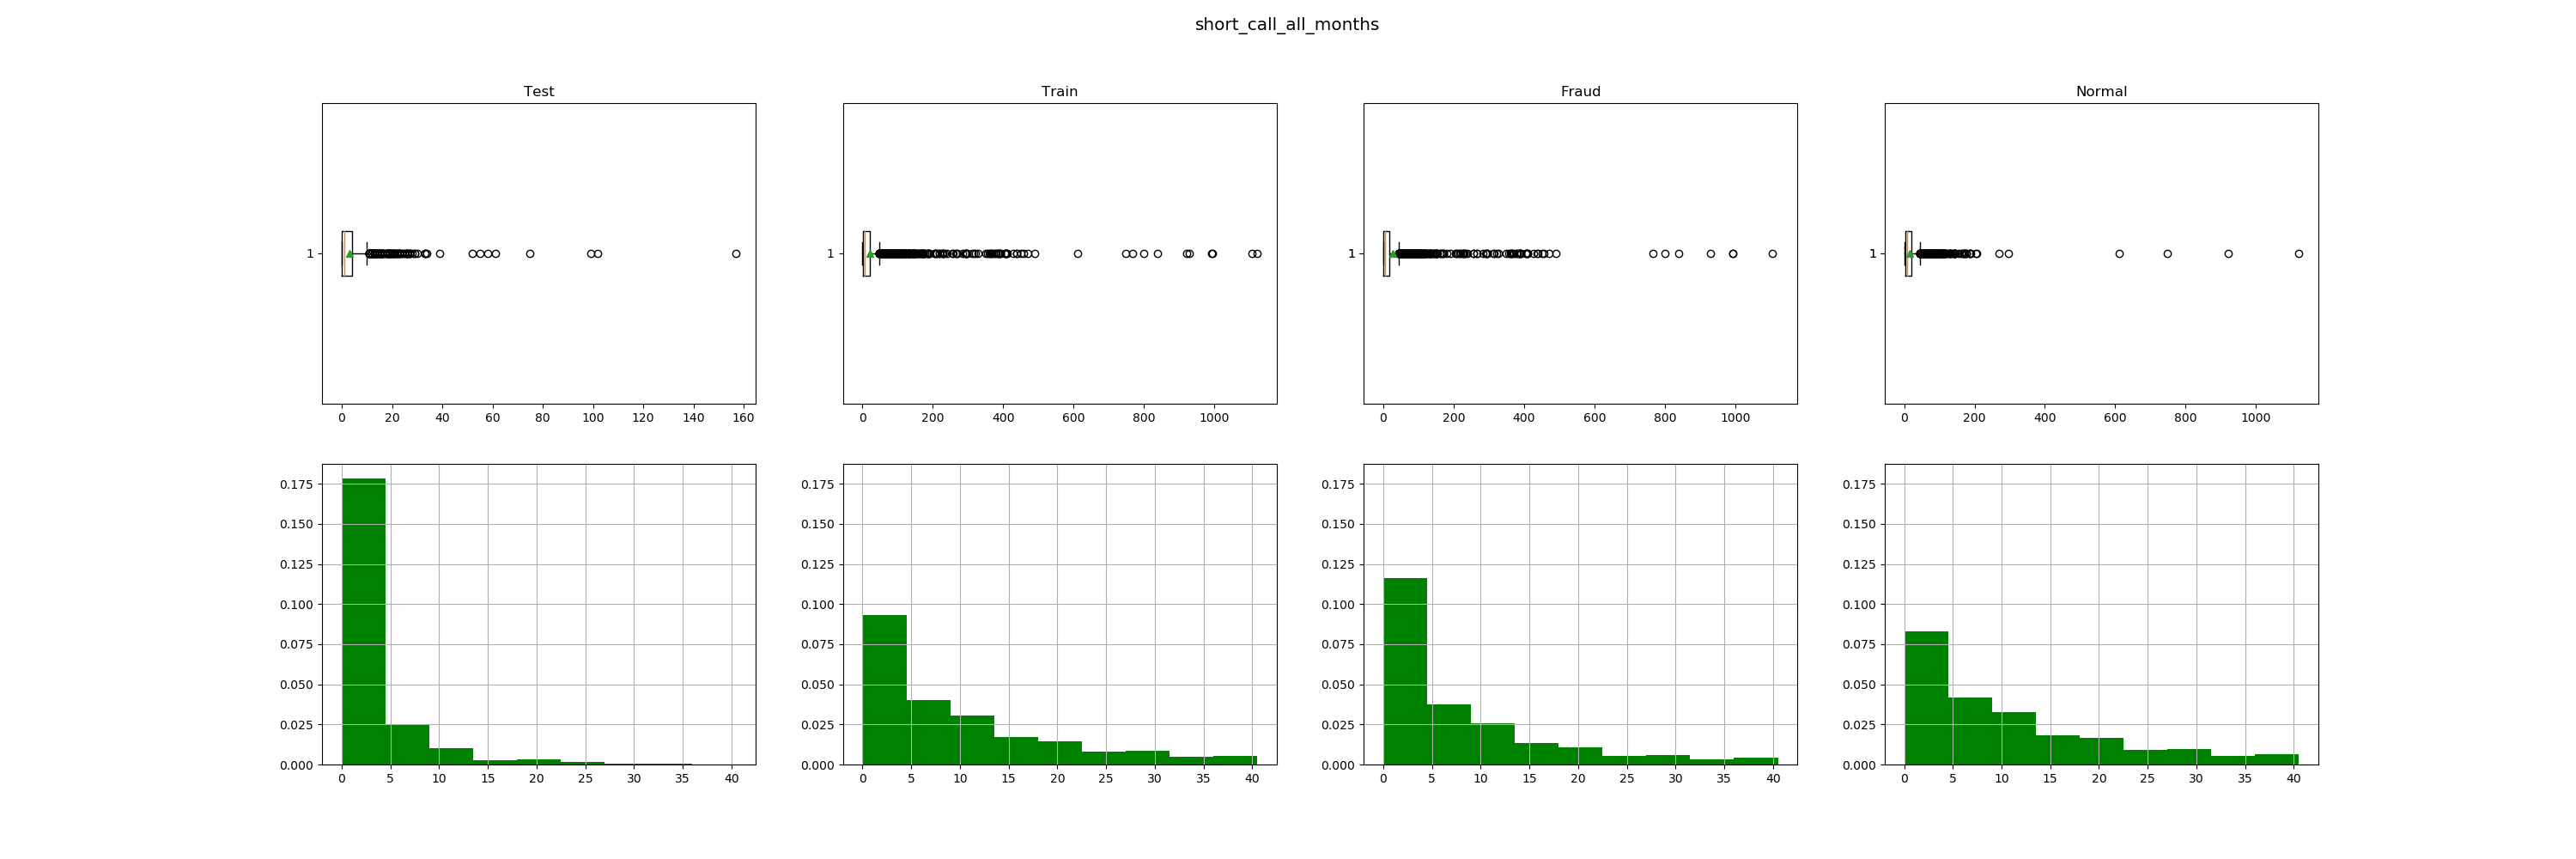 short_call_all_months
Test Train Fraud Normal
1 1 1 1
0 20 40 60 80 100 120 140 160 0 200 400 600 800 1000 0 200 400 600 800 1000 0 200 400 600 800 1000
0.175 0.175 0.175 0.175
0.150 0.150 0.150 0.150
0.125 0.125 0.125 0.125
0.100 0.100 0.100 0.100
0.075 0.075 0.075 0.075
0.050 0.050 0.050 0.050
0.025 0.025 0.025 0.025
0.000 0.000 0.000 0.000
0 5 10 15 20 25 30 35 40 0 5 10 15 20 25 30 35 40 0 5 10 15 20 25 30 35 40 0 5 10 15 20 25 30 35 40